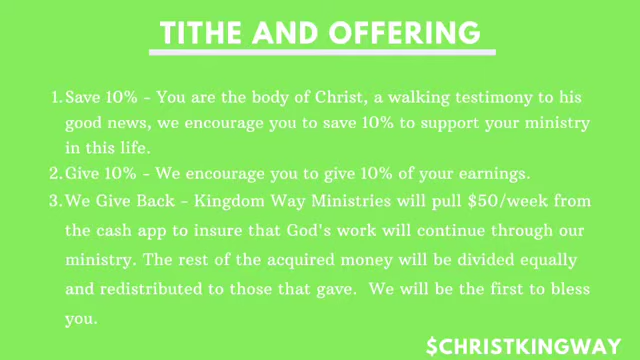 TITHE AND OFFERING
1. Save 10% - You are the body of Christ, a walking testimony to his
good news, we encourage you to save 10% to support your ministry
in this life.
2. Give 10% - We encourage you to give 10% of your earnings.
3. We Give Back - Kingdom Way Ministries will pull $50/week from
the cash app to insure that God's work will continue through our
ministry. The rest of the acquired money will be divided equally
and redistributed to those that gave.  We will be the first to bless
you.
$CHRISTKINGWAY